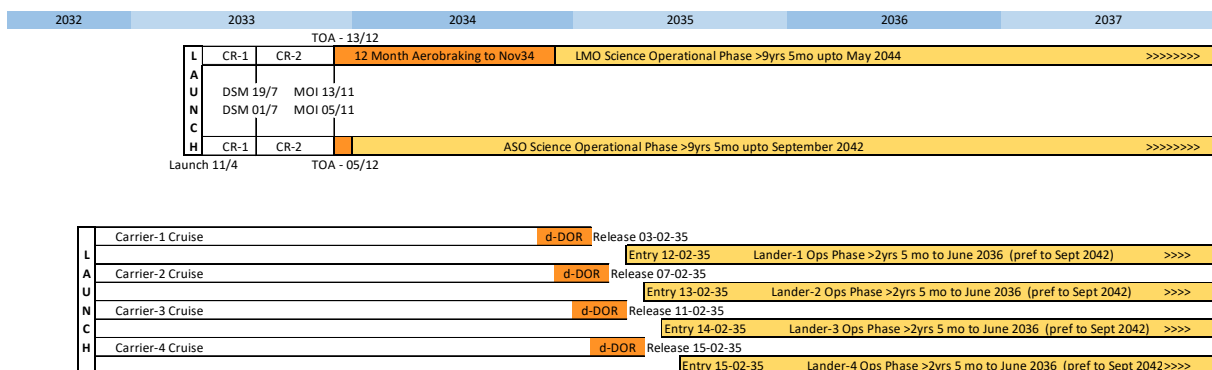 2032 2033 2034 2035 2036 2037
TOA - 13/12
LAUNCH
CR-1 CR-2 12 Month Aerobraking to Nov34 LMO Science Operational Phase >9yrs 5mo upto May 2044 >>>>>>>>
DSM 19/7 MOI 13/11
DSM 01/7 MOI 05/11
CR-1 CR-2 ASO Science Operational Phase >9yrs 5mo upto September 2042 >>>>>>>>
Launch 11/4 TOA - 05/12
LAUNCH
Carrier-1 Cruise d-DOR Release 03-02-35
Entry 12-02-35 Lander-1 Ops Phase >2yrs 5 mo to June 2036 (pref to Sept 2042) >>>>
Carrier-2 Cruise d-DOR Release 07-02-35
Entry 13-02-35 Lander-2 Ops Phase >2yrs 5 mo to June 2036 (pref to Sept 2042) >>>>
Carrier-3 Cruise d-DOR Release 11-02-35
Entry 14-02-35 Lander-3 Ops Phase >2yrs 5 mo to June 2036 (pref to Sept 2042) >>>>
Carrier-4 Cruise d-DOR Release 15-02-35
Entry 15-02-35 Lander-4 Ops Phase >2yrs 5 mo to June 2036 (pref to Sept 2042>>>>